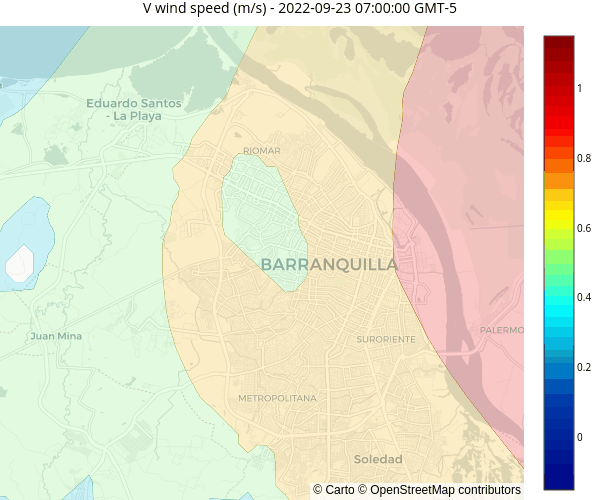 V wind speed (m/s) - 2022-09-23 07:00:00 GMT-5
Eduardo Santos
- La Playa
RIOMAR
BARRANQUILLA
Juan Mina
SURORIENTE
PALERMO
METROPOLITANA
Soledad
© Carto © OpenStreetMap contributors
1
0.8
0.6
0.4
0.2
0